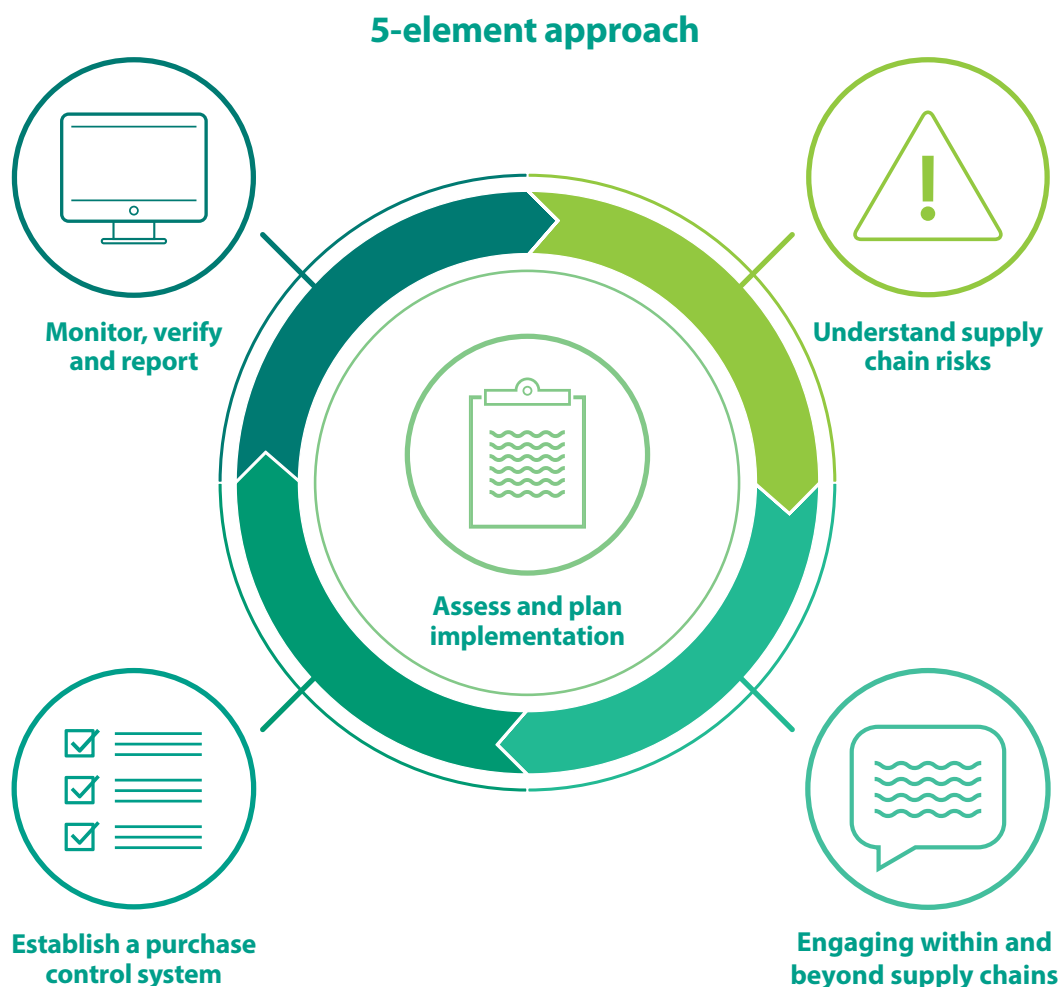 5-element approach
Monitor, verify
and report
Understand supply
chain risks
Assess and plan
implementation
Establish a purchase
control system
Engaging within and
beyond supply chains